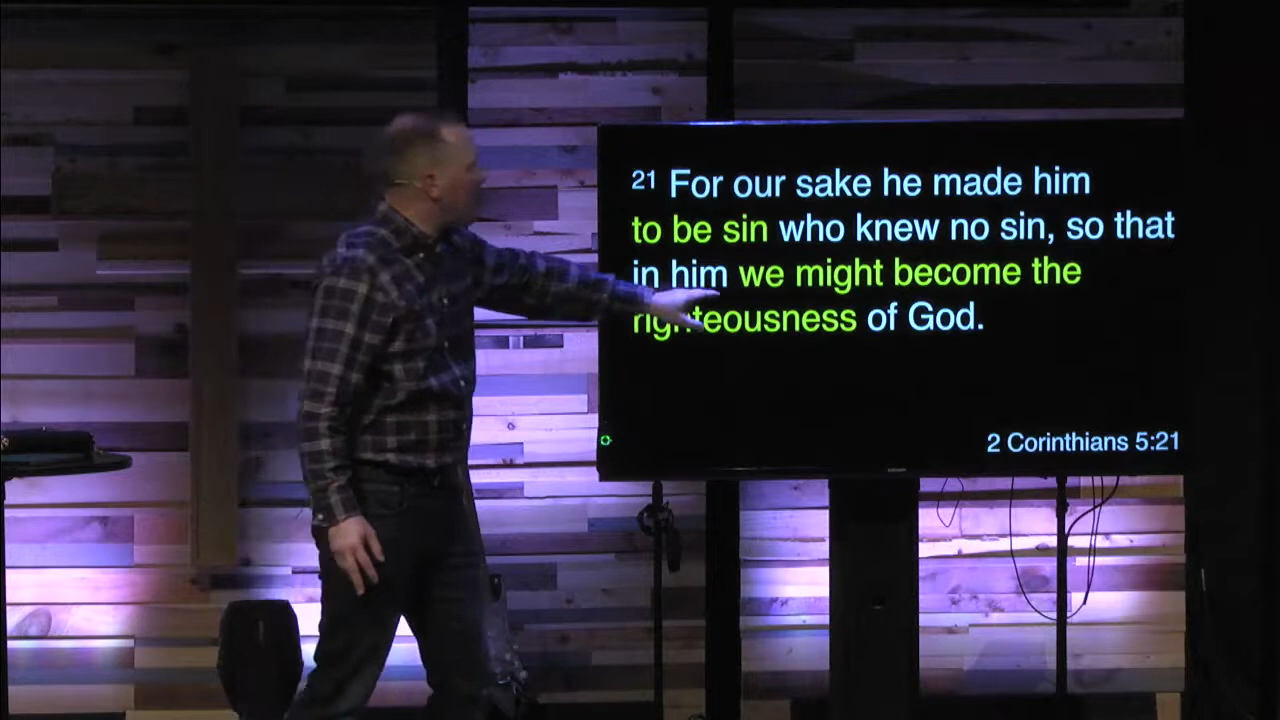 21 For our sake he made him
to be sin who knew no sin, so that
in him we might become the
righteousness of God.
2 Corinthians 5:21